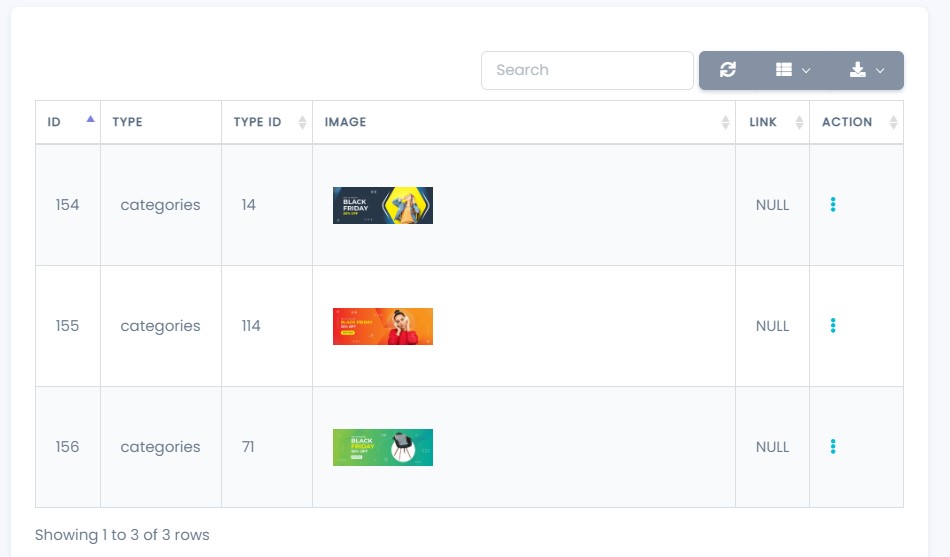 Search
ID TYPE TYPE ID IMAGE LINK ACTION
154 categories 14 NULL
BLACK
FRIDAY
155 categories 114 NULL
BLACK FRIDAY
156 categories 71 NULL
BLACK
FRIDAY
Showing 1 to 3 of 3 rows